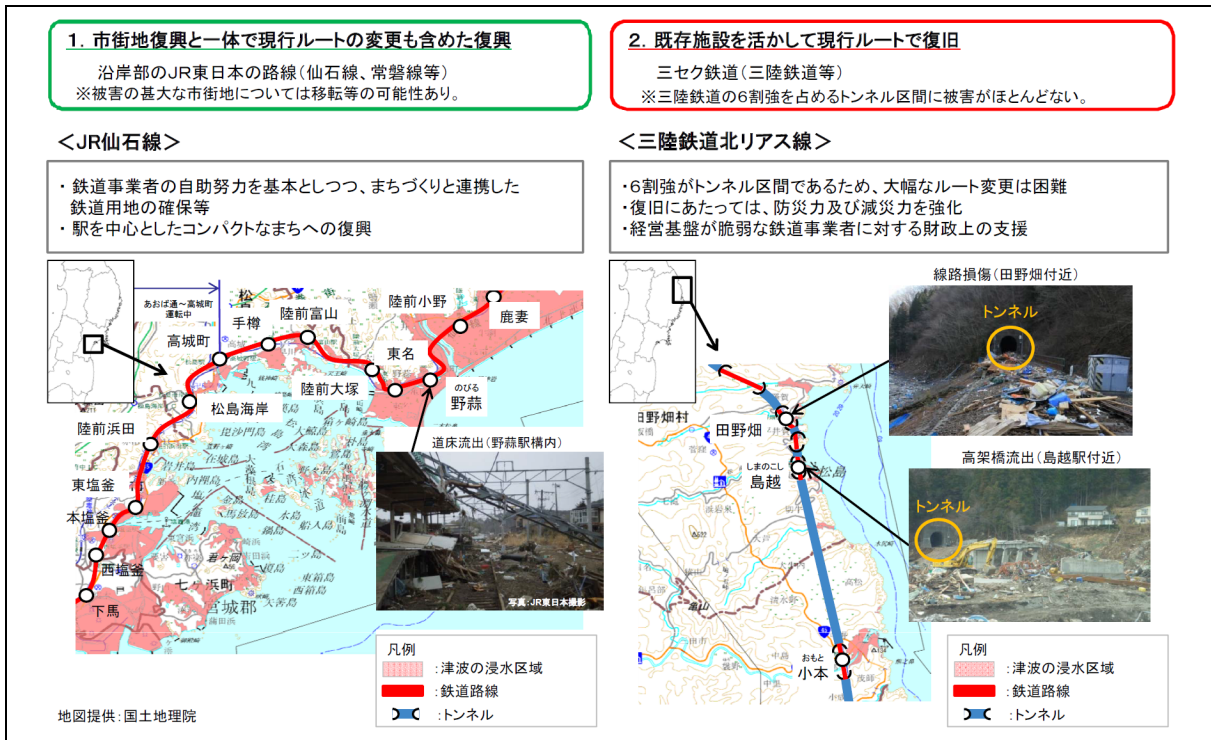 1. 市街地復興と一体で現行ルートの変更も含めた復興
沿岸部のJR東日本の路線(仙石線、常磐線等)
※被害の甚大な市街地については移転等の可能性あり。
2. 既存施設を活かして現行ルートで復旧
三セク鉄道(三陸鉄道等)
※三陸鉄道の6割強を占めるトンネル区間に被害がほとんどない。
<JR仙石線>
・ 鉄道事業者の自助努力を基本としつつ、まちづくりと連携した
鉄道用地の確保等
・ 駅を中心としたコンパクトなまちへの復興
<三陸鉄道北リアス線>
・6割強がトンネル区間であるため、大幅なルート変更は困難
・復旧にあたっては、防災力及び減災力を強化
・経営基盤が脆弱な鉄道事業者に対する財政上の支援
あおば通~高城町
運転中
高城町
手樽
陸前富山
陸前小野
鹿妻
東名
陸前大塚
のびる
野蒜
松島海岸
陸前浜田
東塩釜
本塩釜
西塩釜
下馬
七ヶ浜町
宮城郡
道床流出(野蒜駅構内)
写真:JR東日本撮影
線路損傷(田野畑付近)
トンネル
田野畑村
田野畑
しまのこし
島越
高架橋流出(島越駅付近)
トンネル
おもと
小本
凡例
:津波の浸水区域
:鉄道路線
:トンネル
凡例
:津波の浸水区域
:鉄道路線
:トンネル
地図提供:国土地理院